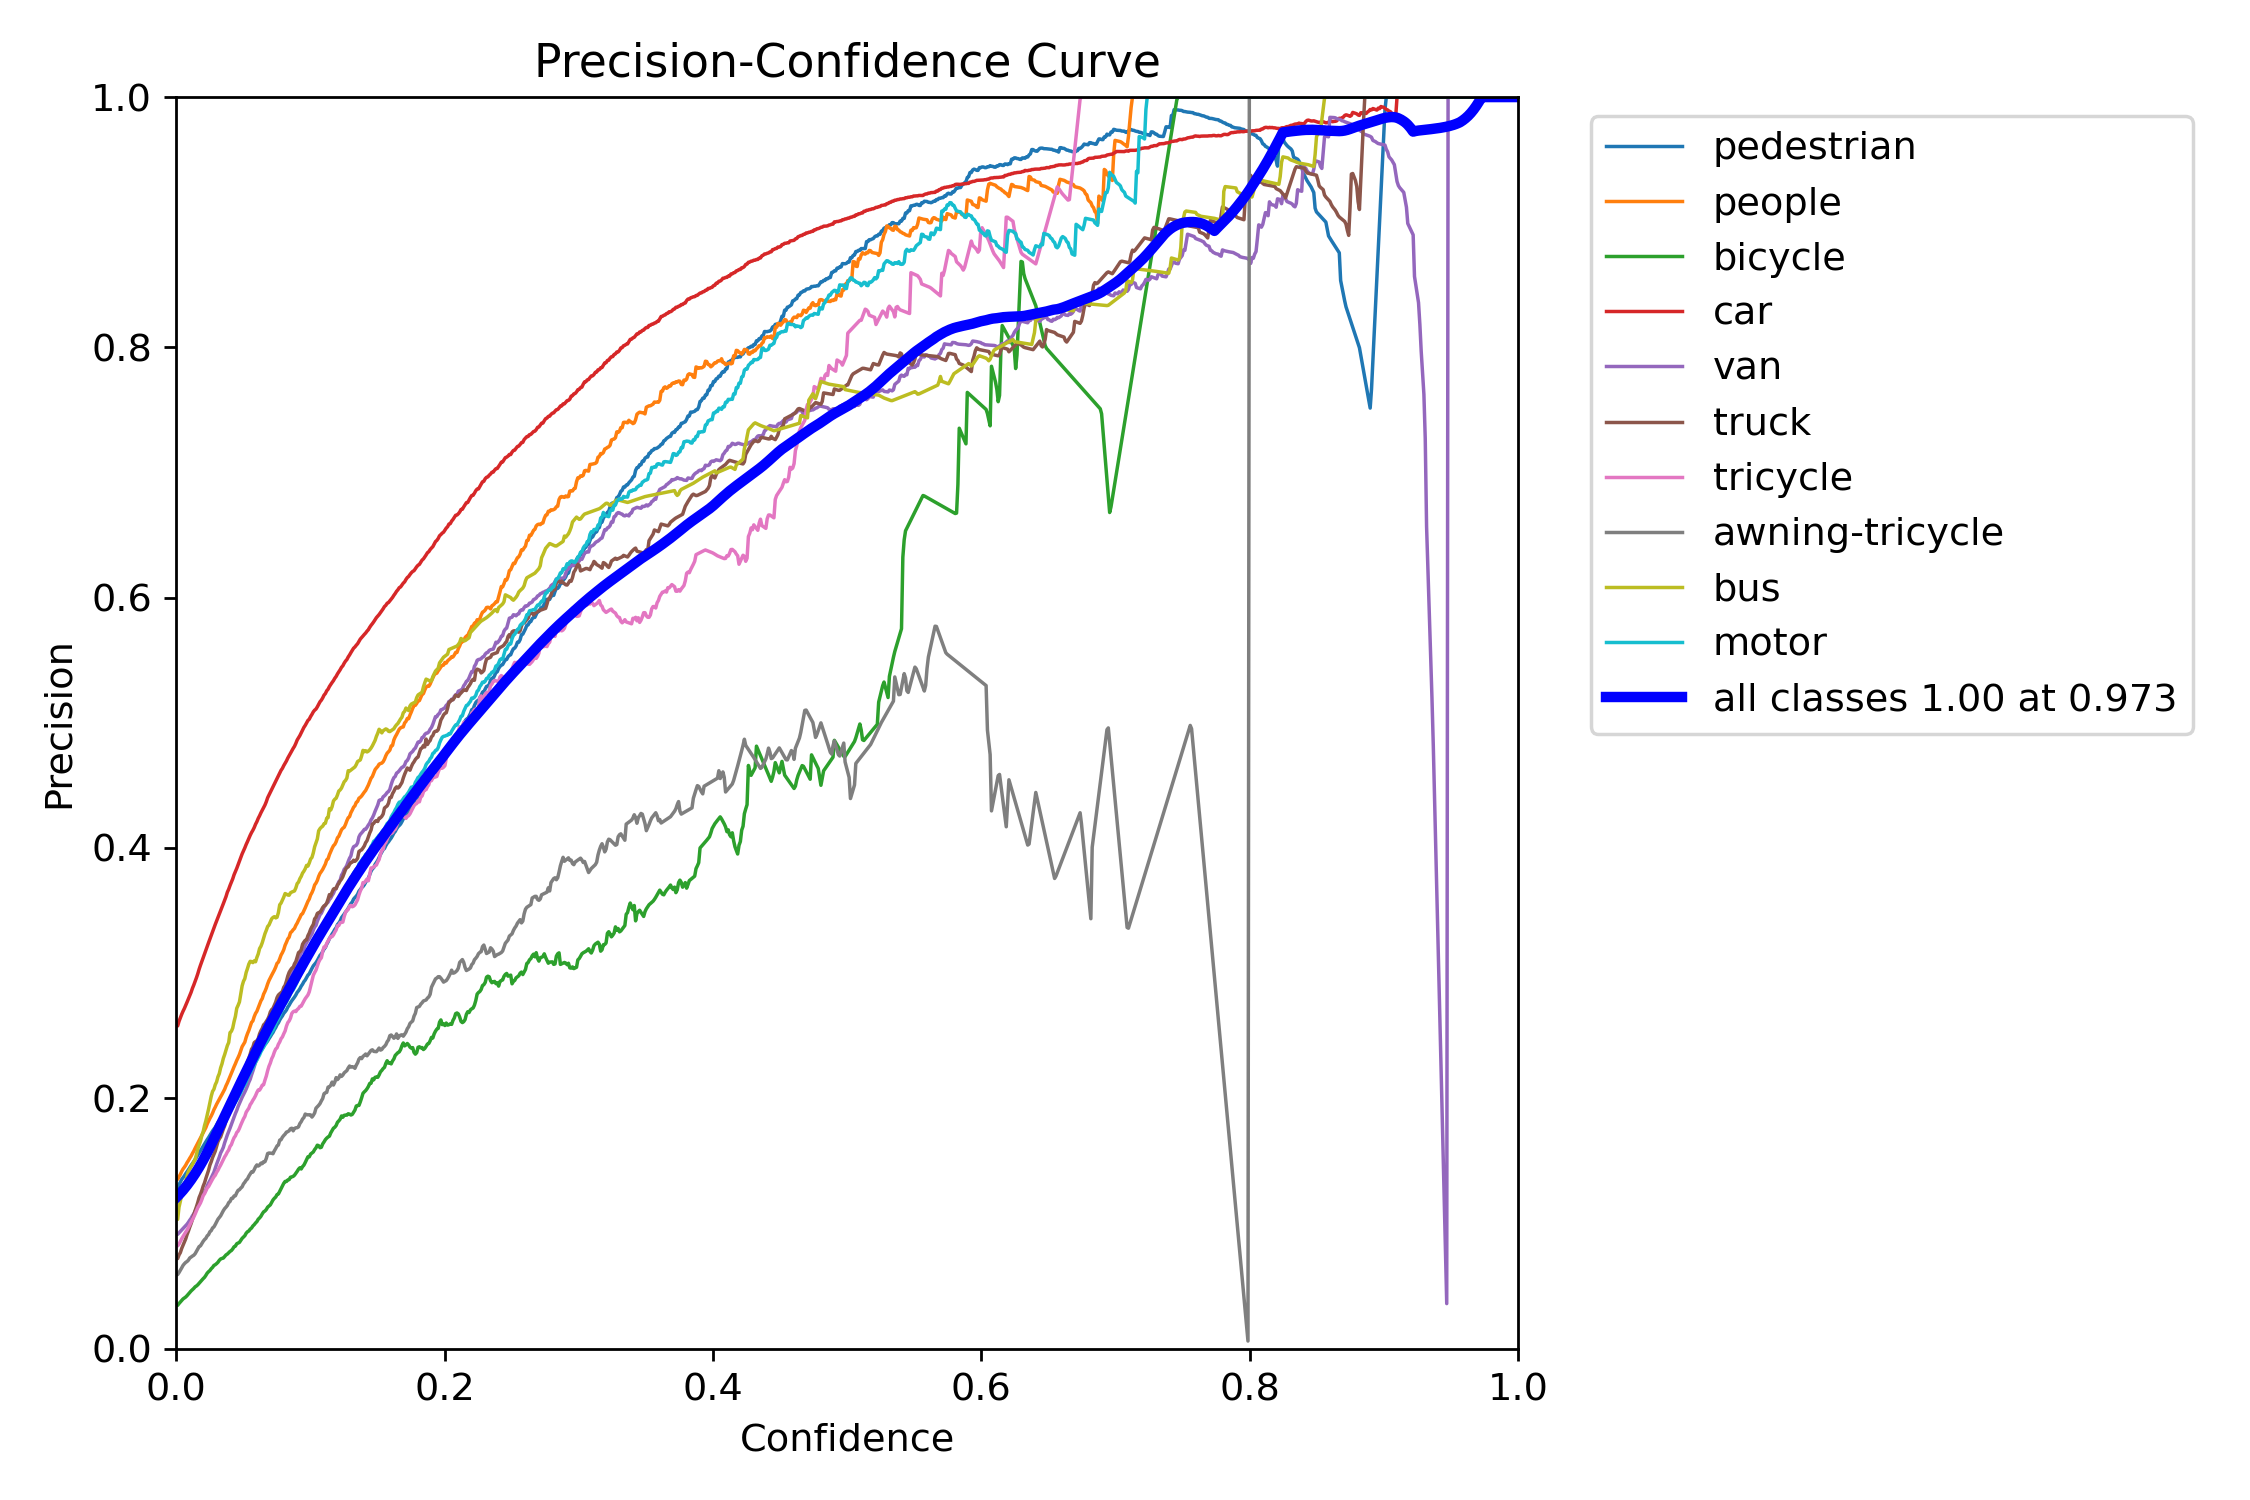 Precision-Confidence Curve
1.0
0.8
0.6
0.4
0.2
0.0
Precision
0.0 0.2 0.4 0.6 0.8 1.0
Confidence
pedestrian
people
bicycle
car
van
truck
tricycle
awning-tricycle
bus
motor
all classes 1.00 at 0.973